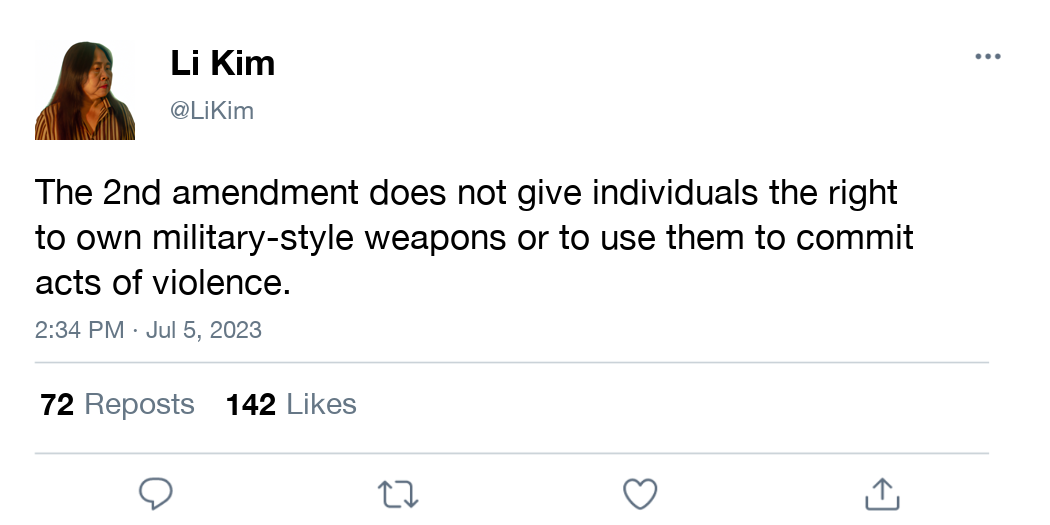 Li Kim
@LiKim
The 2nd amendment does not give individuals the right
to own military-style weapons or to use them to commit
acts of violence.
2:34 PM · Jul 5, 2023
72 Reposts 142 Likes